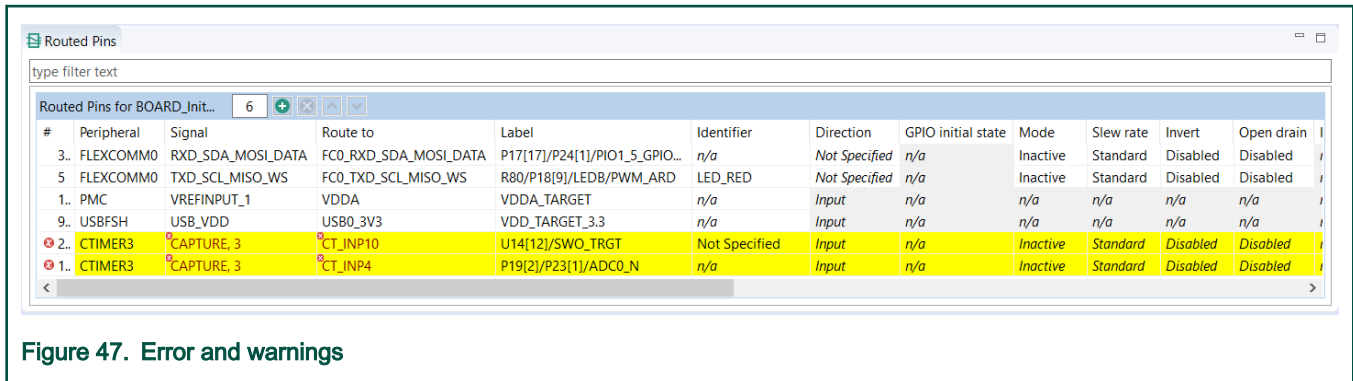 Routed Pins
type filter text
Routed Pins for BOARD_Init... 6
# Peripheral Signal Route to Label Identifier Direction GPIO initial state Mode Slew rate Invert Open drain
3.. FLEXCOMM0 RXD_SDA_MOSI_DATA FC0_RXD_SDA_MOSI_DATA P17[17]/P24[1]/PIO1_5_GPIO... n/a Not Specified n/a Inactive Standard Disabled Disabled
5 FLEXCOMM0 TXD_SCL_MISO_WS FC0_TXD_SCL_MISO_WS R80/P18[9]/LEDB/PWM_ARD LED_RED Not Specified n/a Inactive Standard Disabled Disabled
1.. PMC VREFINPUT_1 VDDA VDDA_TARGET n/a Input n/a n/a n/a n/a n/a
9.. USBFSH USB_VDD USB0_3V3 VDD_TARGET_3.3 n/a Input n/a n/a n/a n/a n/a
2.. CTIMER3 CAPTURE, 3 CT_INP10 U14[12]/SWO_TRGT Not Specified Input n/a Inactive Standard Disabled Disabled
1.. CTIMER3 CAPTURE, 3 CT_INP4 P19[2]/P23[1]/ADC0_N n/a Input n/a Inactive Standard Disabled Disabled
Figure 47. Error and warnings